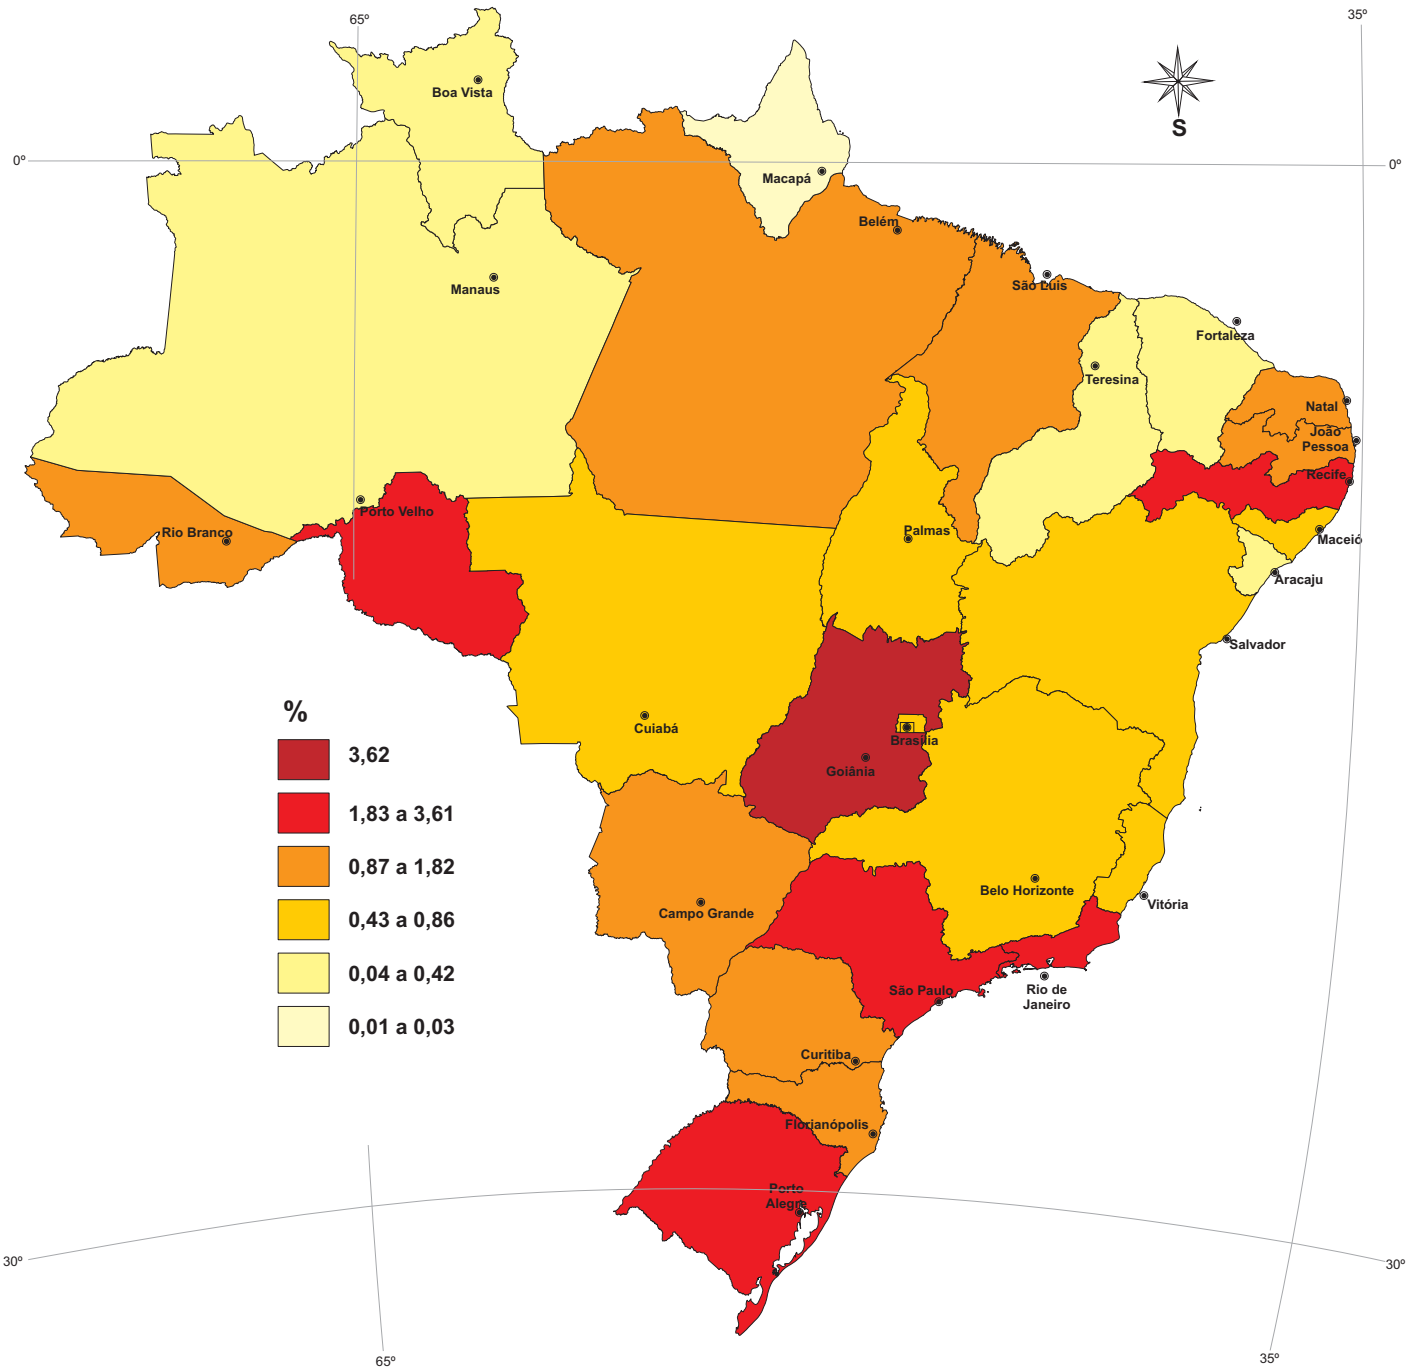 65º
35º
Boa Vista
S
0º
0º
Macapá
Belém
São Luis
Manaus
Fortaleza
Teresina
Natal
João
Pessoa
Recife
Porto Velho
Rio Branco
Palmas
Maceió
Aracaju
Salvador
%
Cuiabá
Brasília
Goiânia
3,62
1,83 a 3,61
0,87 a 1,82
0,43 a 0,86
0,04 a 0,42
0,01 a 0,03
Belo Horizonte
Vitória
Campo Grande
São Paulo
Rio de
Janeiro
Curitiba
Florianópolis
Porto
Alegre
30º
30º
65º
35º